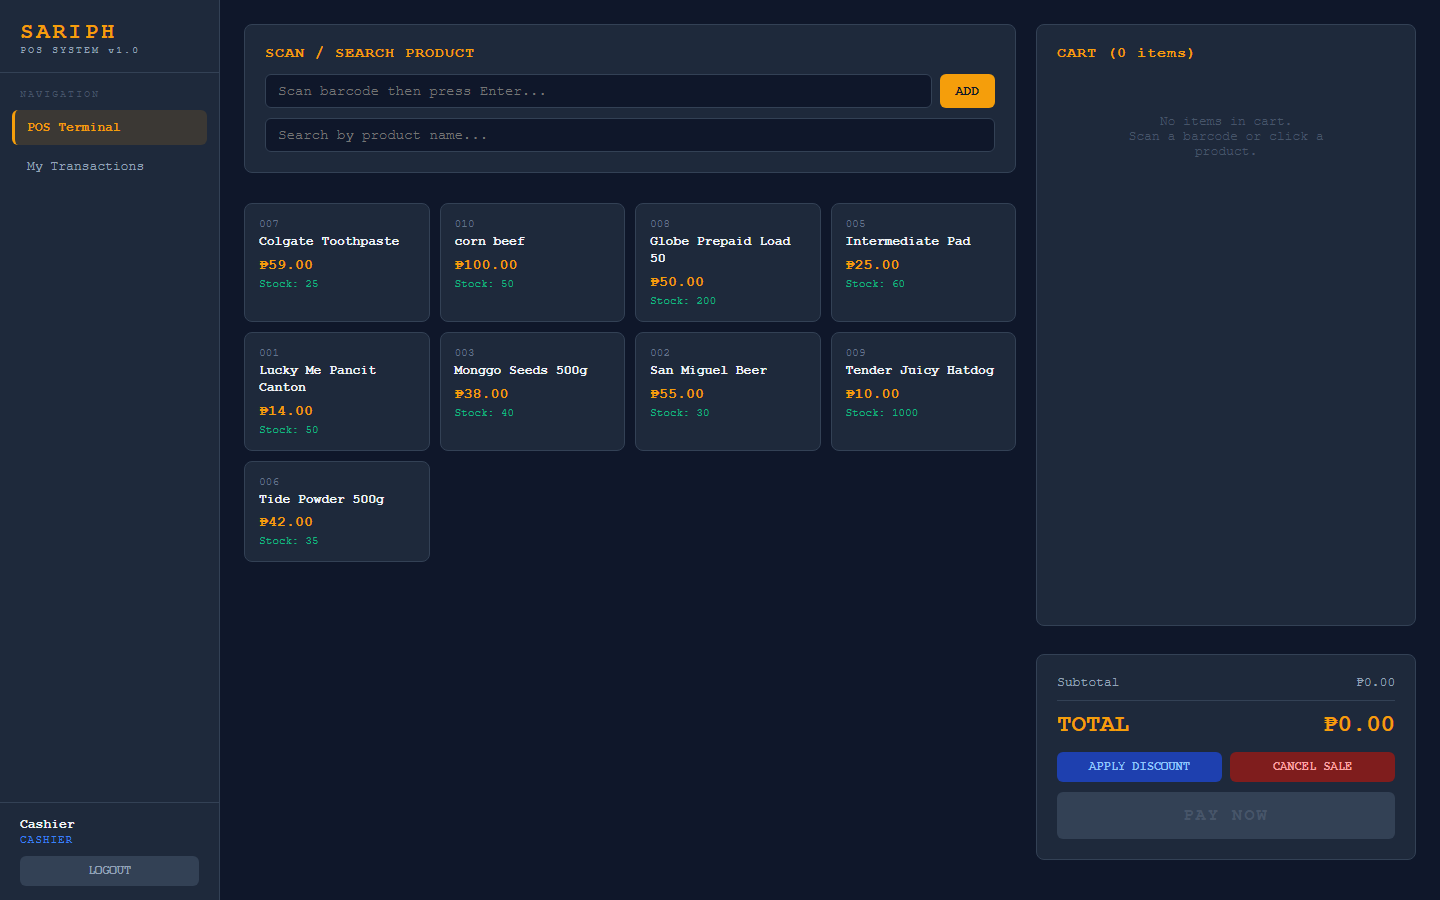 SARIPH
POS SYSTEM v1.0
NAVIGATION
POS Terminal
My Transactions
Cashier
CASHIER
LOGOUT
SCAN / SEARCH PRODUCT
Scan barcode then press Enter...
ADD
Search by product name...
007
Colgate Toothpaste
₱59.00
Stock: 25
010
corn beef
₱100.00
Stock: 50
008
Globe Prepaid Load
50
₱50.00
Stock: 200
005
Intermediate Pad
₱25.00
Stock: 60
001
Lucky Me Pancit
Canton
₱14.00
Stock: 50
003
Monggo Seeds 500g
₱38.00
Stock: 40
002
San Miguel Beer
₱55.00
Stock: 30
009
Tender Juicy Hatdog
₱10.00
Stock: 1000
006
Tide Powder 500g
₱42.00
Stock: 35
CART (0 items)
No items in cart.
Scan a barcode or click a
product.
Subtotal ₱0.00
TOTAL ₱0.00
APPLY DISCOUNT
CANCEL SALE
PAY NOW